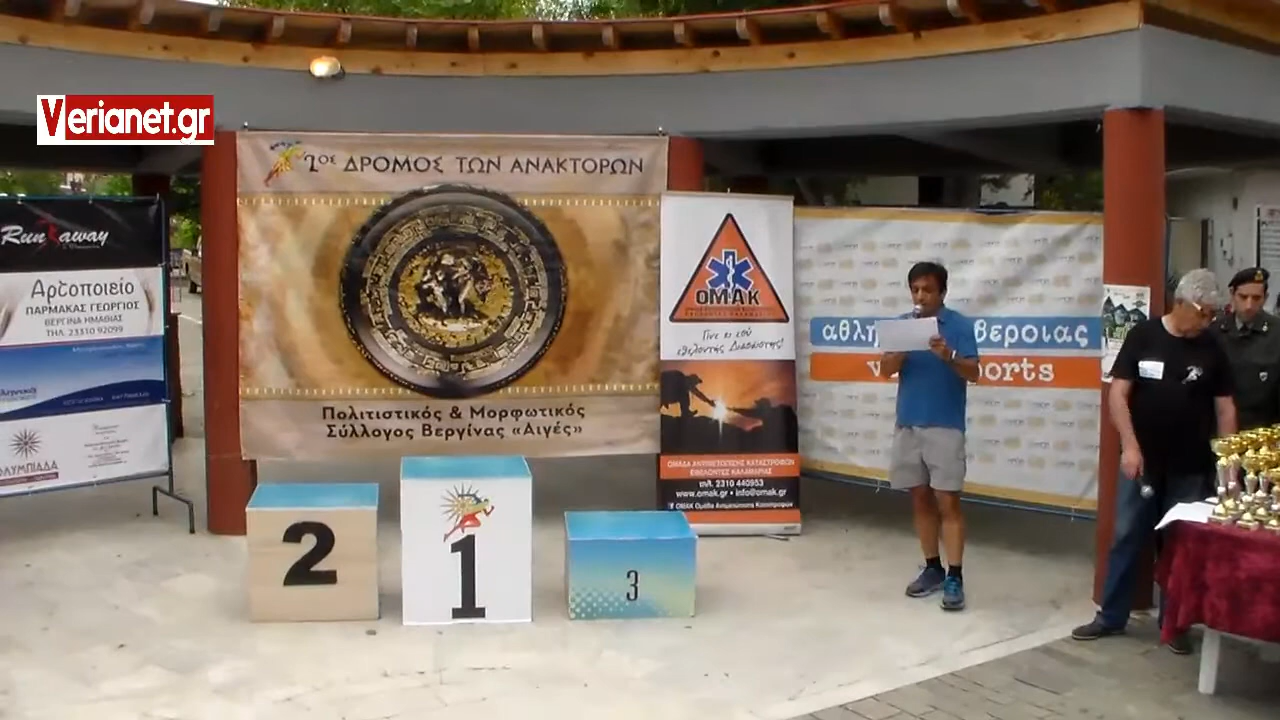 Verianet.gr
2ος ΔΡΟΜΟΣ ΤΩΝ ΑΝΑΚΤΟΡΩΝ
Πολιτιστικός & Μορφωτικός
Σύλλογος Βεργίνας «Αιγές»
Run away
Αρτοποιείο
ΠΑΡΜΑΚΑΣ ΓΕΩΡΓΙΟΣ
ΒΕΡΓΙΝΑ ΗΜΑΘΙΑΣ
ΤΗΛ. 23310 92099
ΟΛΥΜΠΙΑΔΑ
ΟΜΑΚ
Γίνε κι εσύ
εθελοντής Διασώστης!
ΟΜΑΔΑ ΑΝΤΙΜΕΤΩΠΙΣΗΣ ΚΑΤΑΣΤΡΟΦΩΝ
ΕΘΕΛΟΝΤΕΣ ΚΑΛΑΜΑΡΙΑΣ
τηλ. 2310 440953
www.omak.gr • info@omak.gr
ΟΜΑΚ Ομάδα Αντιμετώπισης Καταστροφών
αθλη βεροιας
v orts
2
1
3